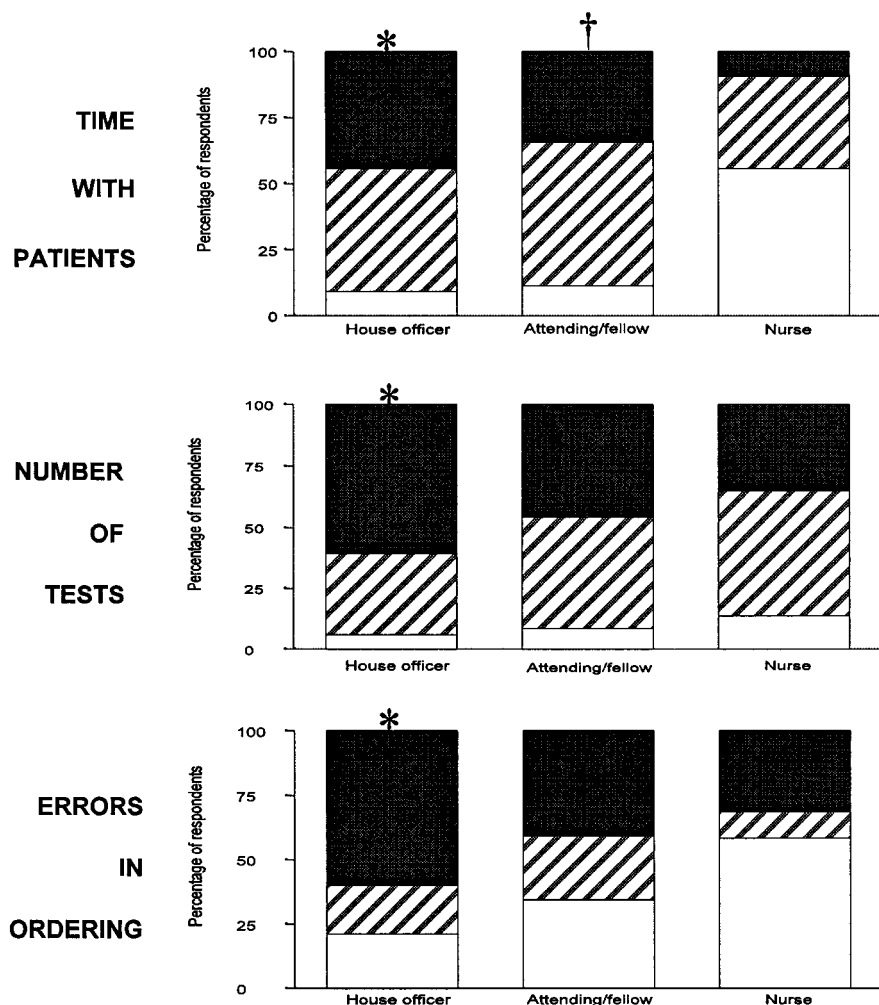 †
*
100
75
50
25
0
TIME
WITH
PATIENTS
Percentage of respondents
House officer
Attending/fellow
Nurse
*
100
75
50
25
0
NUMBER
OF
TESTS
Percentage of respondents
House officer
Attending/fellow
Nurse
*
100
75
50
25
0
ERRORS
IN
ORDERING
Percentage of respondents
House officer
Attending/fellow
Nurse